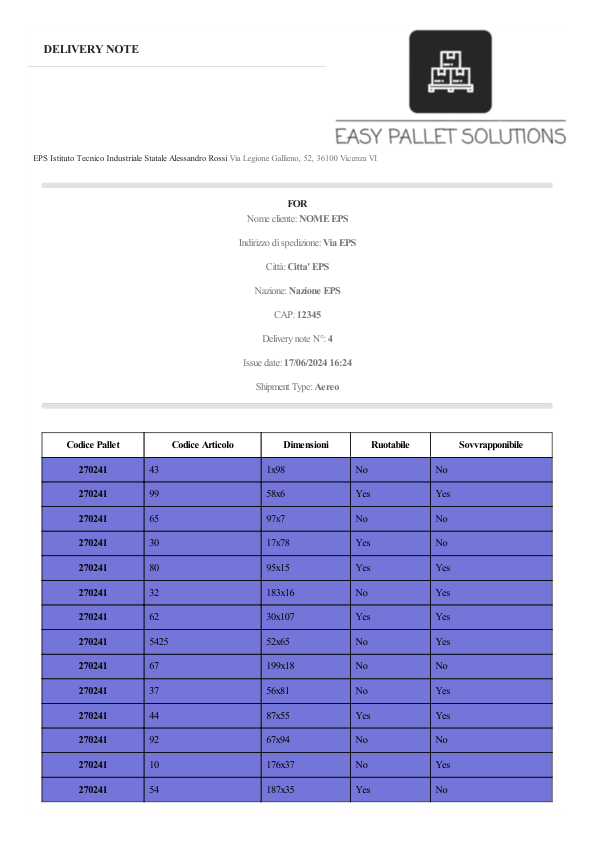 DELIVERY NOTE
EASY PALLET SOLUTIONS
EPS Istituto Tecnico Industriale Statale Alessandro Rossi Via Legione Gallieno, 52, 36100 Vicenza VI
FOR
Nome cliente: NOME EPS
Indirizzo di spedizione: Via EPS
Città: Citta' EPS
Nazione: Nazione EPS
CAP: 12345
Delivery note N°: 4
Issue date: 17/06/2024 16:24
Shipment Type: Aereo
Codice Pallet Codice Articolo Dimensioni Ruotabile Sovvrapponibile
270241 43 1x98 No No
270241 99 58x6 Yes Yes
270241 65 97x7 No No
270241 30 17x78 Yes No
270241 80 95x15 Yes Yes
270241 32 183x16 No Yes
270241 62 30x107 Yes Yes
270241 5425 52x65 No Yes
270241 67 199x18 No No
270241 37 56x81 No Yes
270241 44 87x55 Yes Yes
270241 92 67x94 No No
270241 10 176x37 No Yes
270241 54 187x35 Yes No